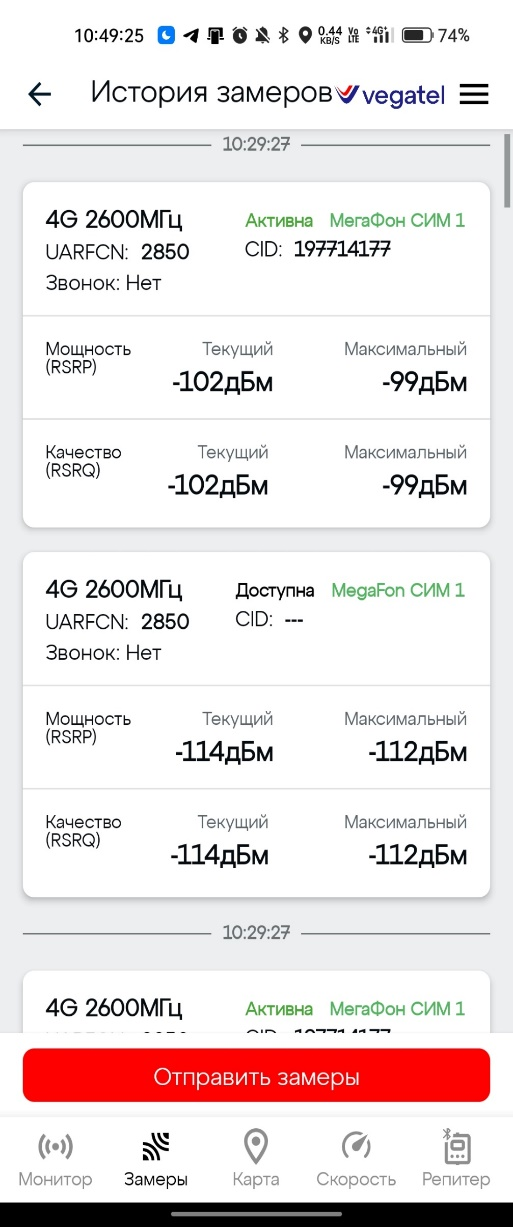 10:49:25 0.44 KB/S Vo LTE 4G+ 74%
История замеров vegatel
10:29:27
4G 2600МГц Активна МегаФон СИМ 1
UARFCN: 2850 CID: 197714177
Звонок: Нет
Мощность Текущий Максимальный
(RSRP)
-102дБм -99дБм
Качество Текущий Максимальный
(RSRQ)
-102дБм -99дБм
4G 2600МГц Доступна MegaFon СИМ 1
UARFCN: 2850 CID: ---
Звонок: Нет
Мощность Текущий Максимальный
(RSRP)
-114дБм -112дБм
Качество Текущий Максимальный
(RSRQ)
-114дБм -112дБм
10:29:27
4G 2600МГц Активна МегаФон СИМ 1
Отправить замеры
Монитор Замеры Карта Скорость Репитер